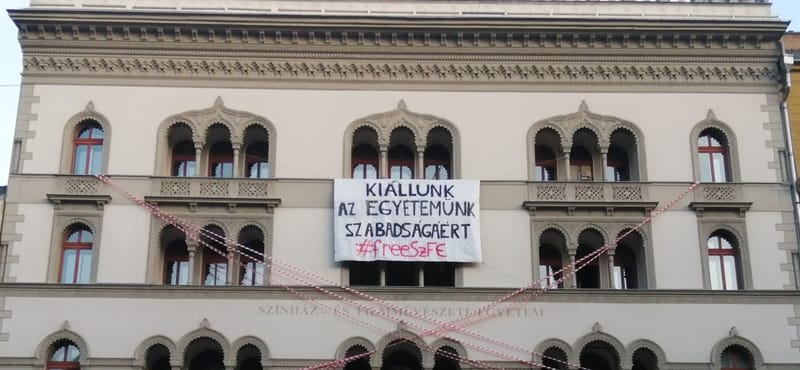 KIÁLLUNK
AZ EGYETEMÜNK
SZABADSÁGÁÉRT
#freeSzFE
SZÍNHÁZ- ÉS FILMMŰVÉSZETI EGYETEM